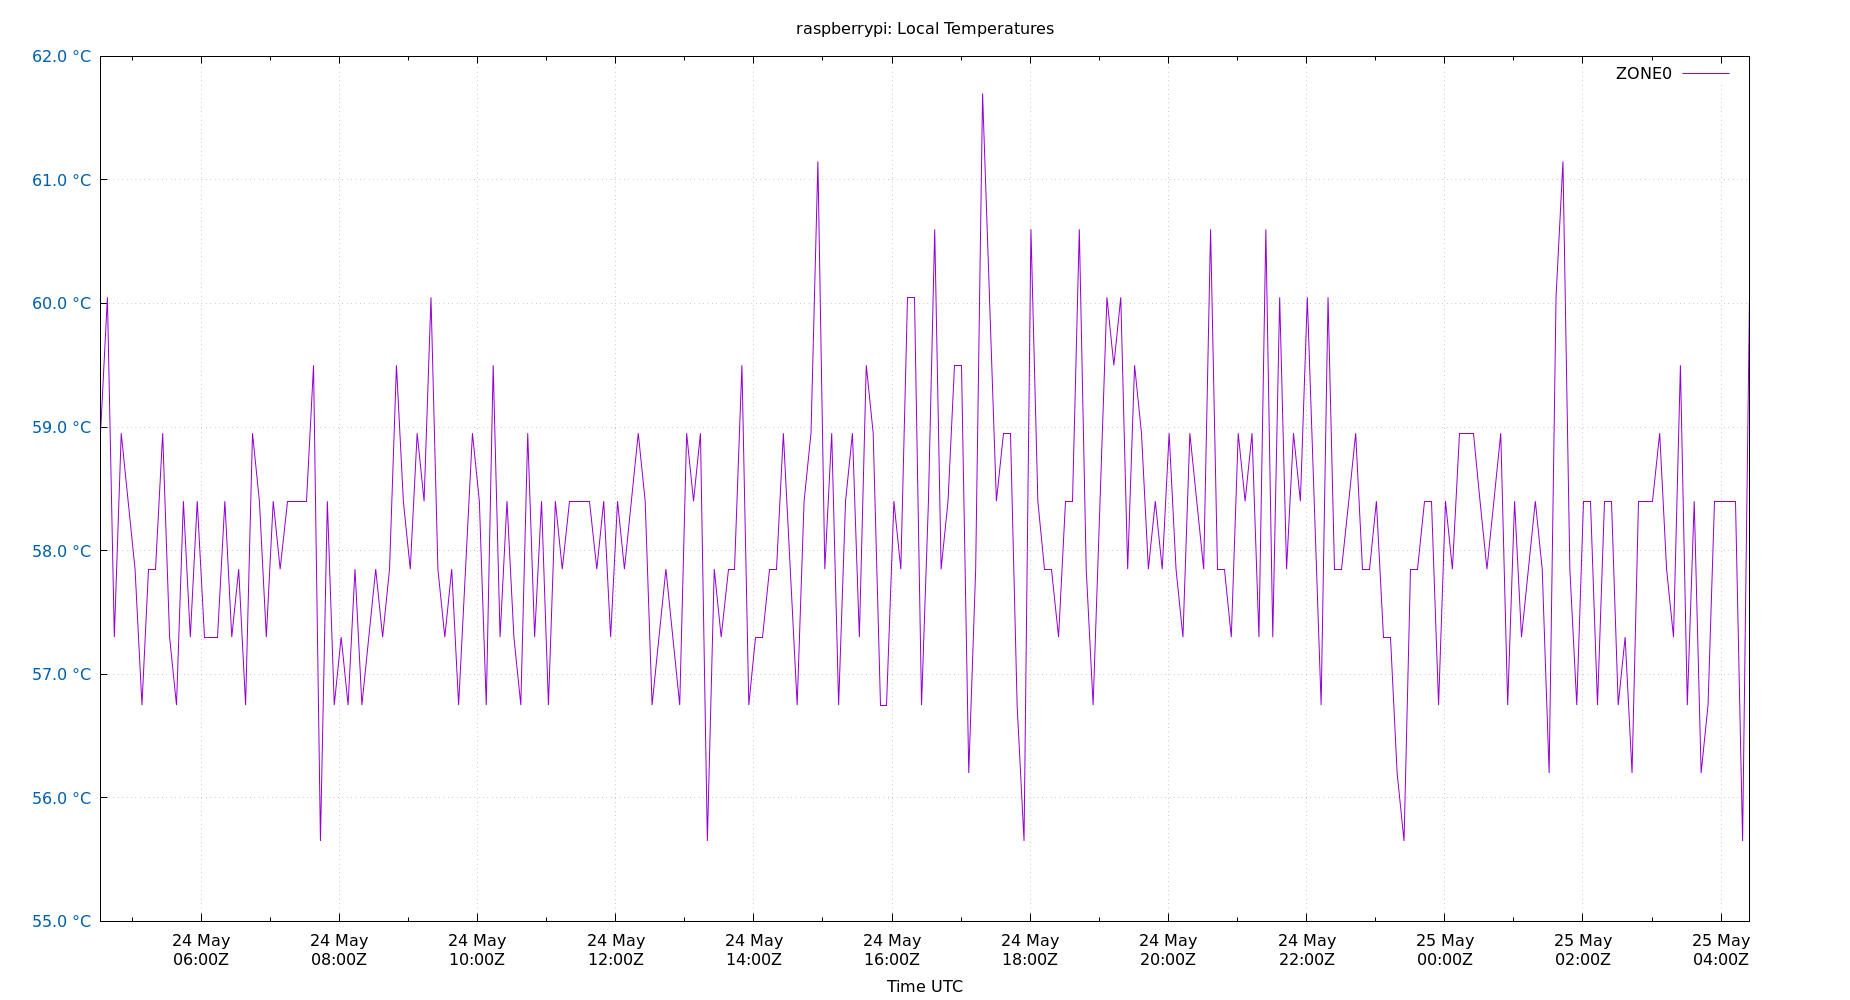 raspberrypi: Local Temperatures
62.0 °C
ZONE0
61.0 °C
60.0 °C
59.0 °C
58.0 °C
57.0 °C
56.0 °C
55.0 °C
24 May 24 May 24 May 24 May 24 May 24 May 24 May 24 May 24 May 25 May 25 May 25 May
06:00Z 08:00Z 10:00Z 12:00Z 14:00Z 16:00Z 18:00Z 20:00Z 22:00Z 00:00Z 02:00Z 04:00Z
Time UTC